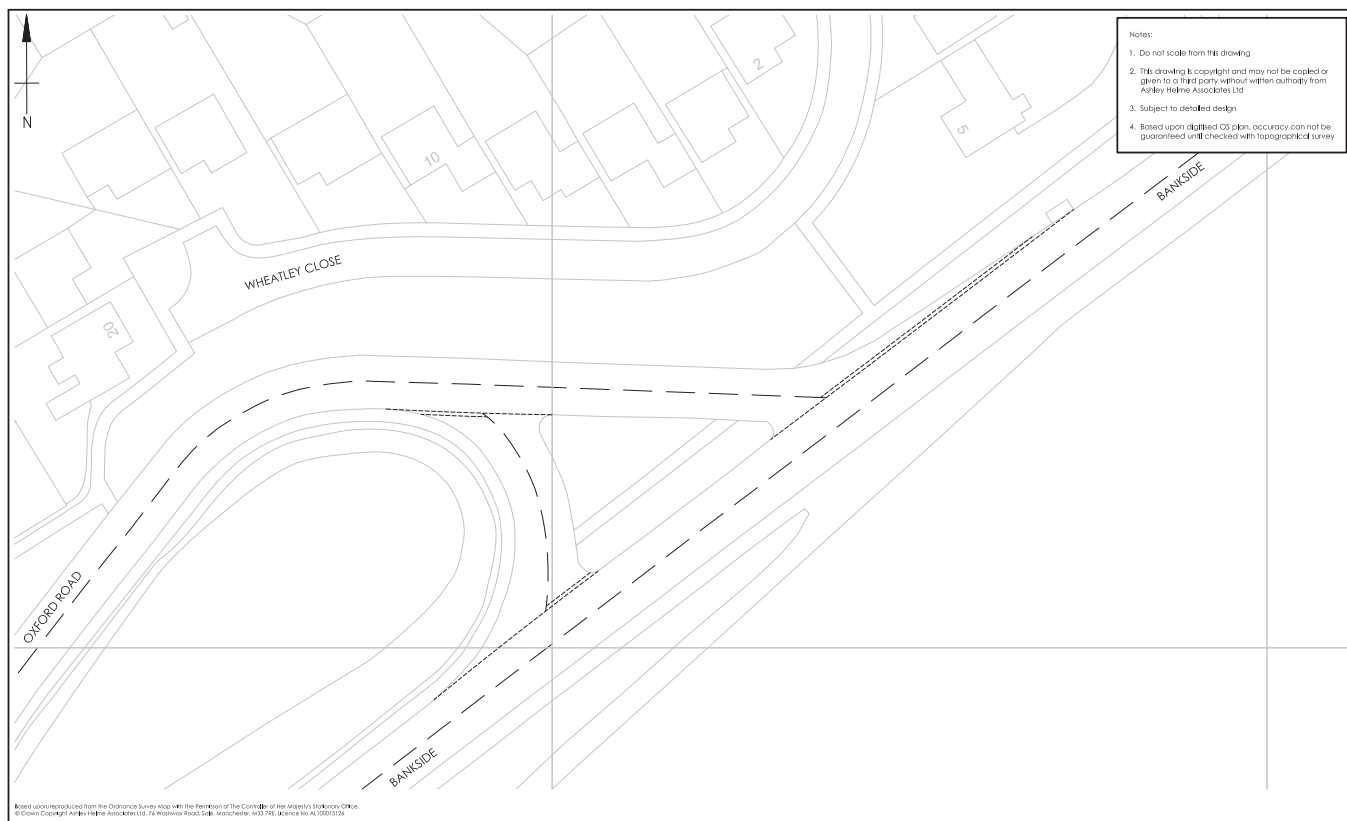 Notes:
1. Do not scale from this drawing
2. This drawing is copyright and may not be copied or
given to a third party without written authority from
Ashley Helme Associates Ltd
3. Subject to detailed design
4. Based upon digitised OS plan, accuracy can not be
guaranteed until checked with topographical survey
N
2
5
10
20
BANKSIDE
WHEATLEY CLOSE
OXFORD ROAD
BANKSIDE
Based upon/reproduced from the Ordnance Survey Map with the Permisson of The Controller of Her Majesty's Stationary Office.
© Crown Copyright Ashley Helme Associates Ltd, 76 Washway Road, Sale, Manchester, M33 7RE, Licence No AL100015126